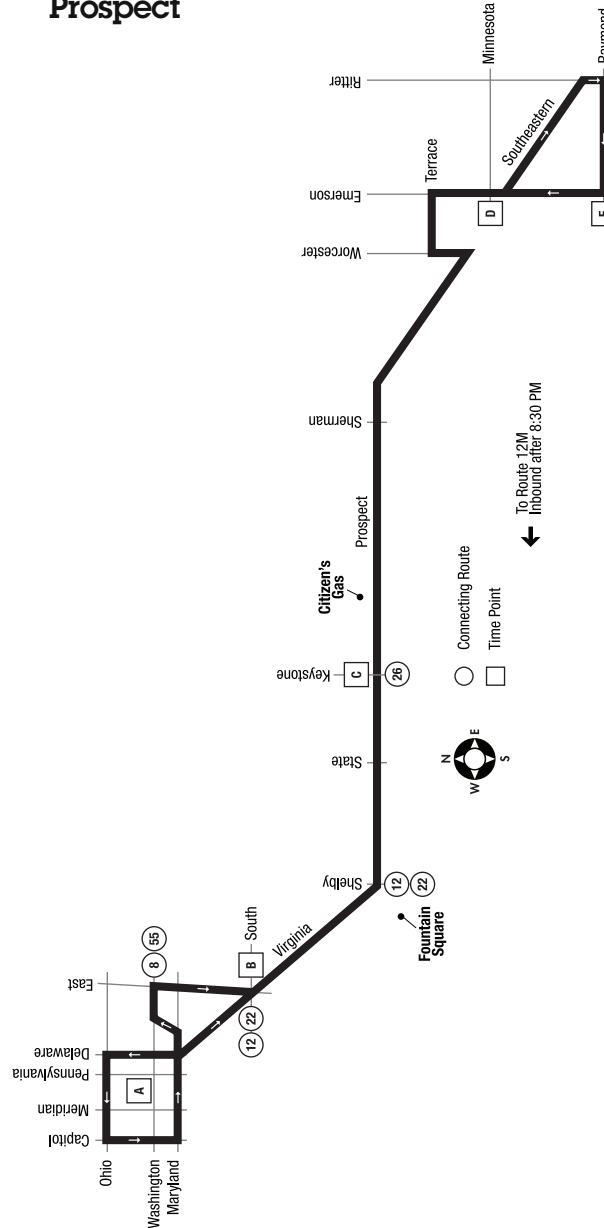 Prospect
Minnesota
Raymond
Ritter
Southeastern
Terrace
Emerson
D
E
Worcester
Sherman
Prospect
To Route 12M
Inbound after 8:30 PM
Citizen's
Gas
Connecting Route
Time Point
Keystone
C
26
State
N
E
S
W
Shelby
12
22
Fountain
Square
Virginia
South
B
55
8
East
22
12
Delaware
Pennsylvania
A
Meridian
Capitol
Ohio
Washington
Maryland